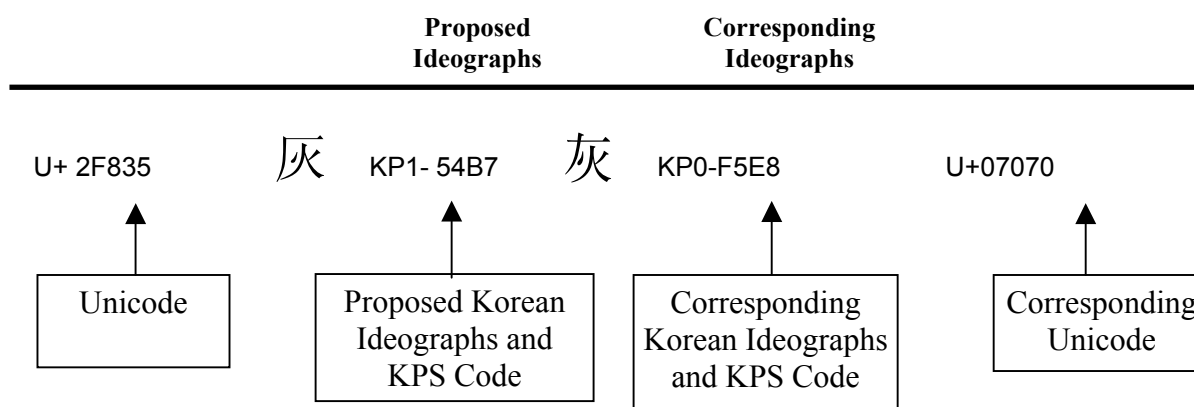 Proposed
Ideographs
Corresponding
Ideographs
U+ 2F835 灰 KP1- 54B7 灰 KP0-F5E8 U+07070
Unicode
Proposed Korean
Ideographs and
KPS Code
Corresponding
Korean Ideographs
and KPS Code
Corresponding
Unicode